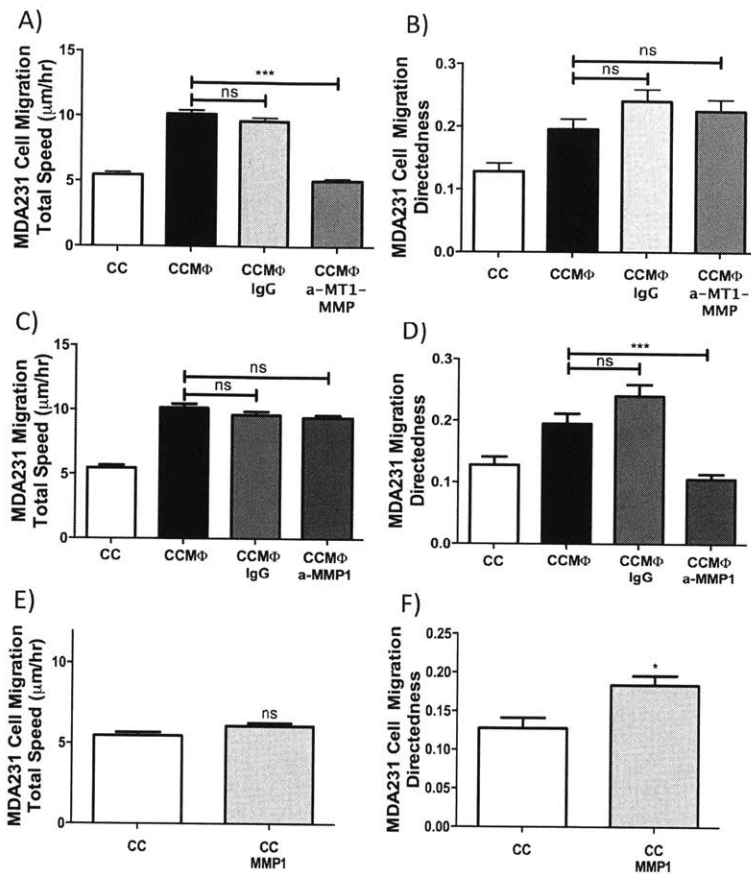 A)
MDA231 Cell Migration
Total Speed (μm/hr)
15
10
5
0
***
ns
CC
CCMΦ
CCMΦ
IgG
CCMΦ
a-MT1-
MMP
B)
MDA231 Cell Migration
Directedness
0.3
0.2
0.1
0.0
ns
ns
CC
CCMΦ
CCMΦ
IgG
CCMΦ
a-MT1-
MMP
C)
MDA231 Migration
Total Speed (μm/hr)
15
10
5
0
ns
ns
CC
CCMΦ
CCMΦ
IgG
CCMΦ
a-MMP1
D)
MDA231 Migration
Directedness
0.3
0.2
0.1
0.0
***
ns
CC
CCMΦ
CCMΦ
IgG
CCMΦ
a-MMP1
E)
MDA231 Cell Migration
Total Speed (μm/hr)
10
5
0
ns
CC
CC
MMP1
F)
MDA231 Cell Migration
Directedness
0.25
0.20
0.15
0.10
0.05
0.00
*
CC
CC
MMP1